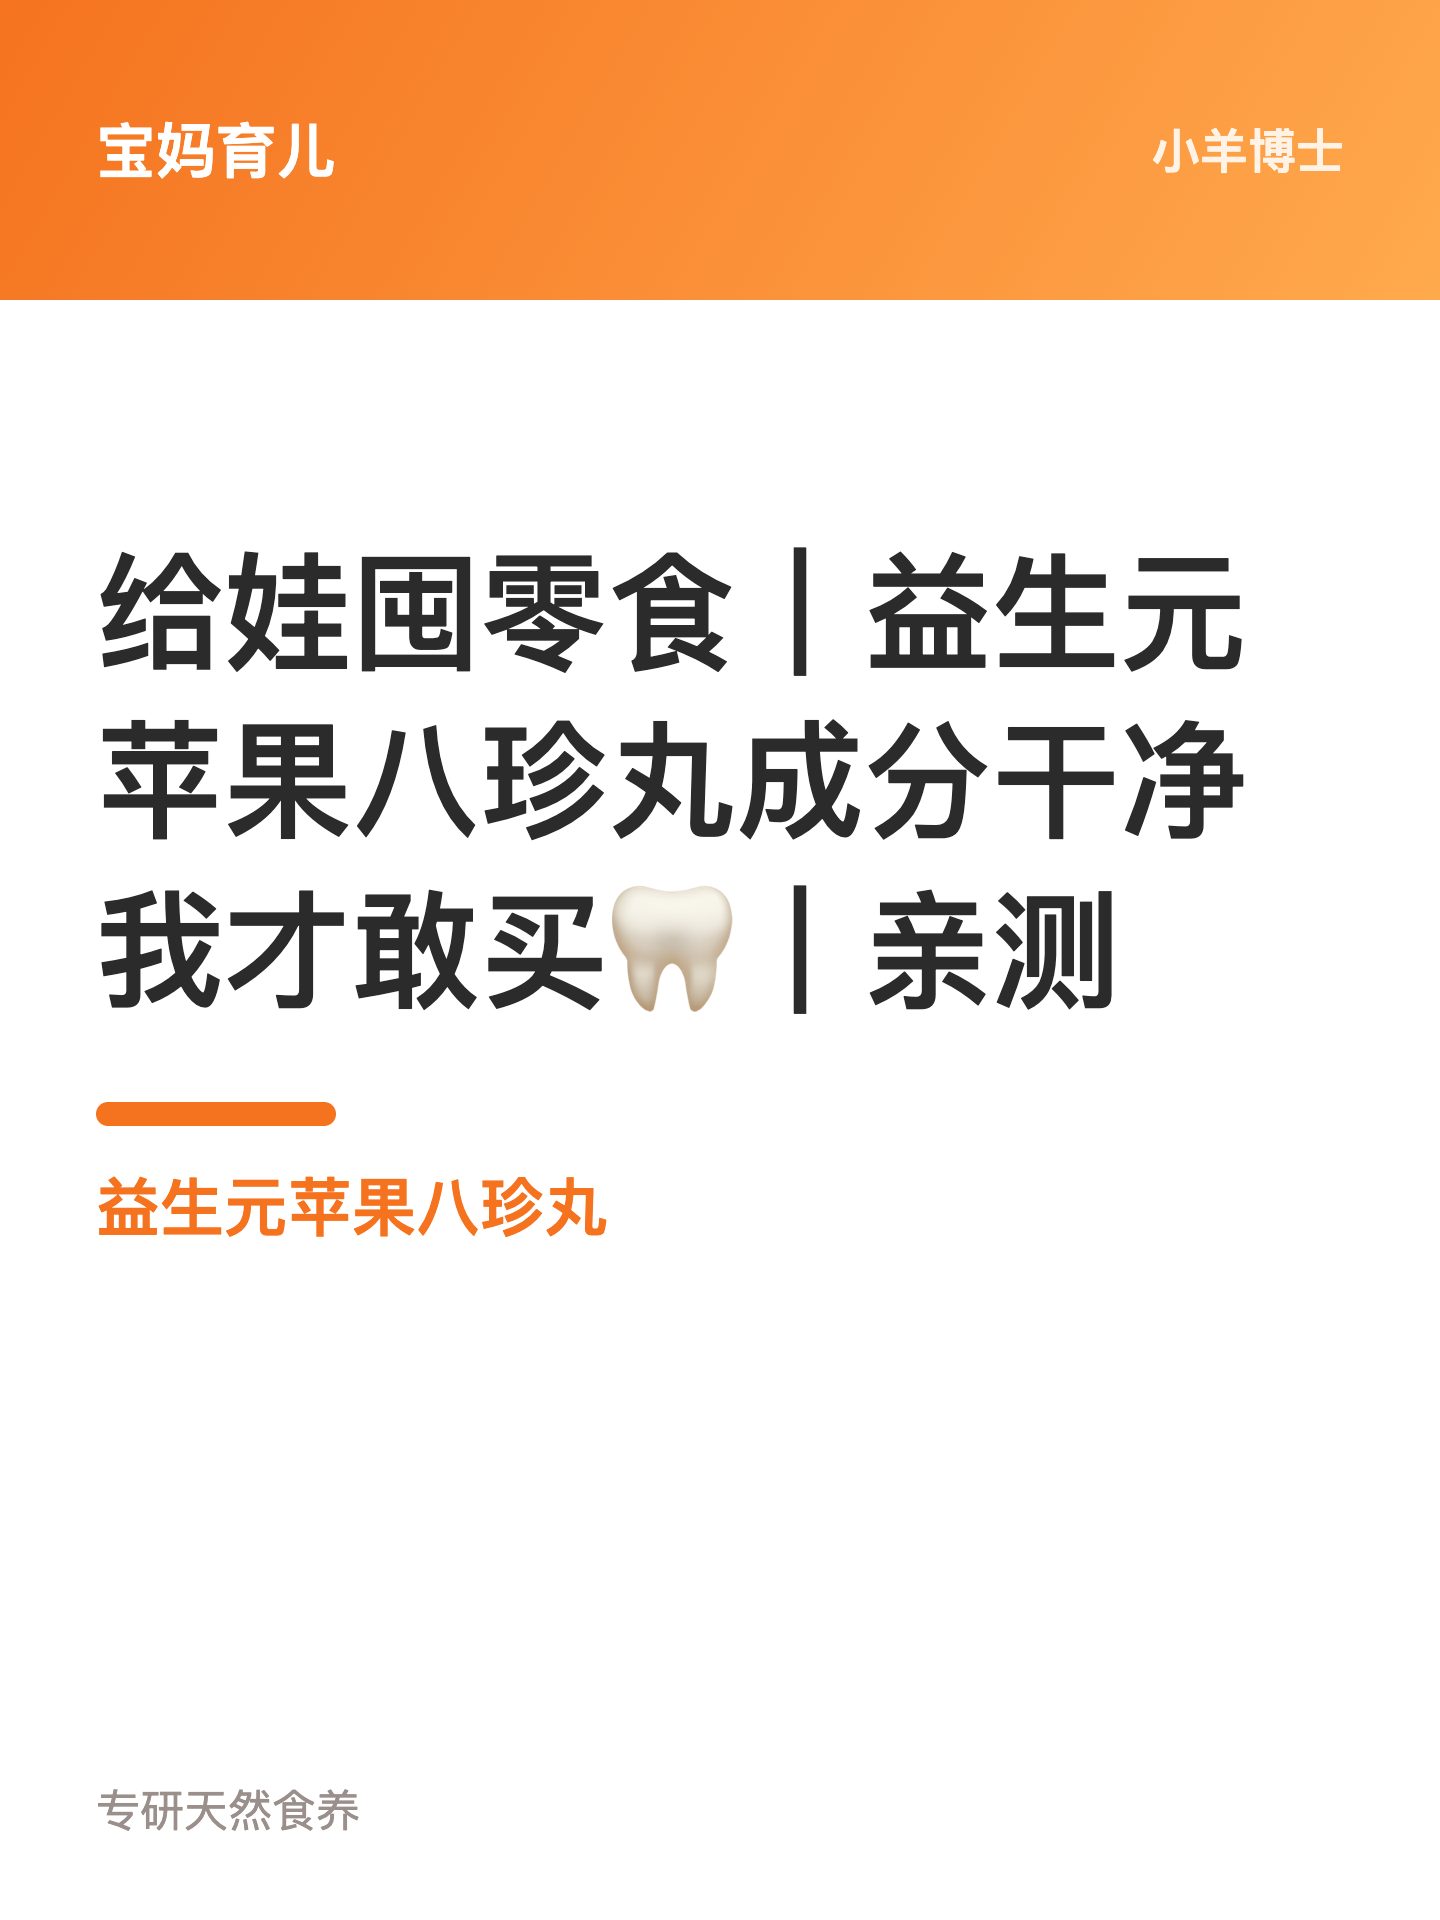 宝妈育儿
小羊博士
给娃囤零食｜益生元
苹果八珍丸成分干净
我才敢买🦷｜亲测
益生元苹果八珍丸
专研天然食养